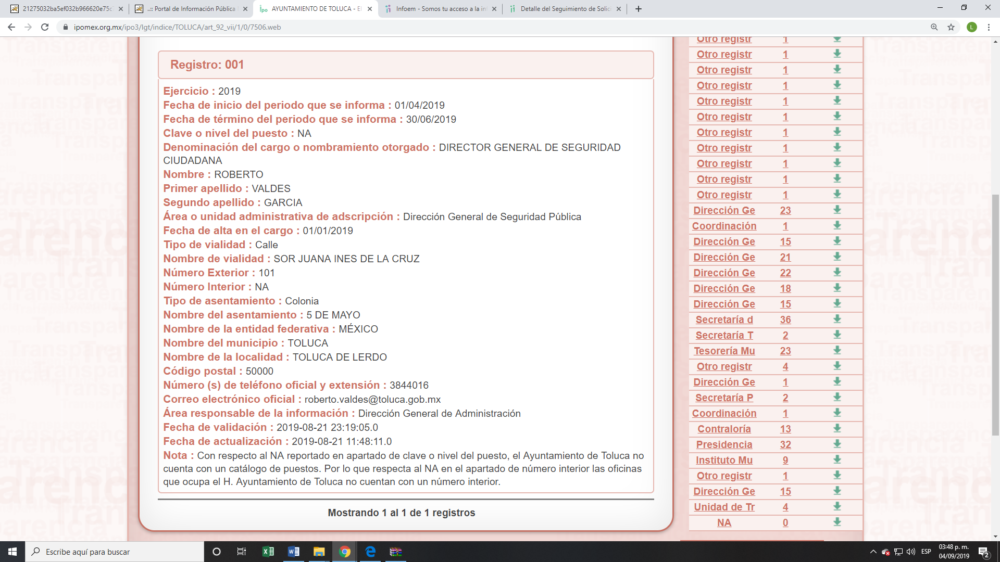 21275032ba5ef032b966620e75c
..:: Portal de Información Pública
AYUNTAMIENTO DE TOLUCA - El
Infoem - Somos tu acceso a la in
Detalle del Seguimiento de Solici
ipomex.org.mx/ipo3/lgt/indice/TOLUCA/art_92_vii/1/0/7506.web
L
Registro: 001
Ejercicio : 2019
Fecha de inicio del periodo que se informa : 01/04/2019
Fecha de término del periodo que se informa : 30/06/2019
Clave o nivel del puesto : NA
Denominación del cargo o nombramiento otorgado : DIRECTOR GENERAL DE SEGURIDAD
CIUDADANA
Nombre : ROBERTO
Primer apellido : VALDES
Segundo apellido : GARCIA
Área o unidad administrativa de adscripción : Dirección General de Seguridad Pública
Fecha de alta en el cargo : 01/01/2019
Tipo de vialidad : Calle
Nombre de vialidad : SOR JUANA INES DE LA CRUZ
Número Exterior : 101
Número Interior : NA
Tipo de asentamiento : Colonia
Nombre del asentamiento : 5 DE MAYO
Nombre de la entidad federativa : MÉXICO
Nombre del municipio : TOLUCA
Nombre de la localidad : TOLUCA DE LERDO
Código postal : 50000
Número (s) de teléfono oficial y extensión : 3844016
Correo electrónico oficial : roberto.valdes@toluca.gob.mx
Área responsable de la información : Dirección General de Administración
Fecha de validación : 2019-08-21 23:19:05.0
Fecha de actualización : 2019-08-21 11:48:11.0
Nota : Con respecto al NA reportado en apartado de clave o nivel del puesto, el Ayuntamiento de Toluca no
cuenta con un catálogo de puestos. Por lo que respecta al NA en el apartado de número interior las oficinas
que ocupa el H. Ayuntamiento de Toluca no cuentan con un número interior.
Mostrando 1 al 1 de 1 registros
Otro registr 1
Otro registr 1
Otro registr 1
Otro registr 1
Otro registr 1
Otro registr 1
Otro registr 1
Otro registr 1
Otro registr 1
Otro registr 1
Otro registr 1
Dirección Ge 23
Coordinación 1
Dirección Ge 15
Dirección Ge 21
Dirección Ge 22
Dirección Ge 18
Dirección Ge 15
Secretaría d 36
Secretaría T 2
Tesorería Mu 23
Otro registr 4
Dirección Ge 1
Secretaría P 2
Coordinación 1
Contraloría 13
Presidencia 32
Instituto Mu 9
Otro registr 1
Dirección Ge 15
Unidad de Tr 4
NA 0
Escribe aquí para buscar
ESP
03:48 p. m.
04/09/2019
2